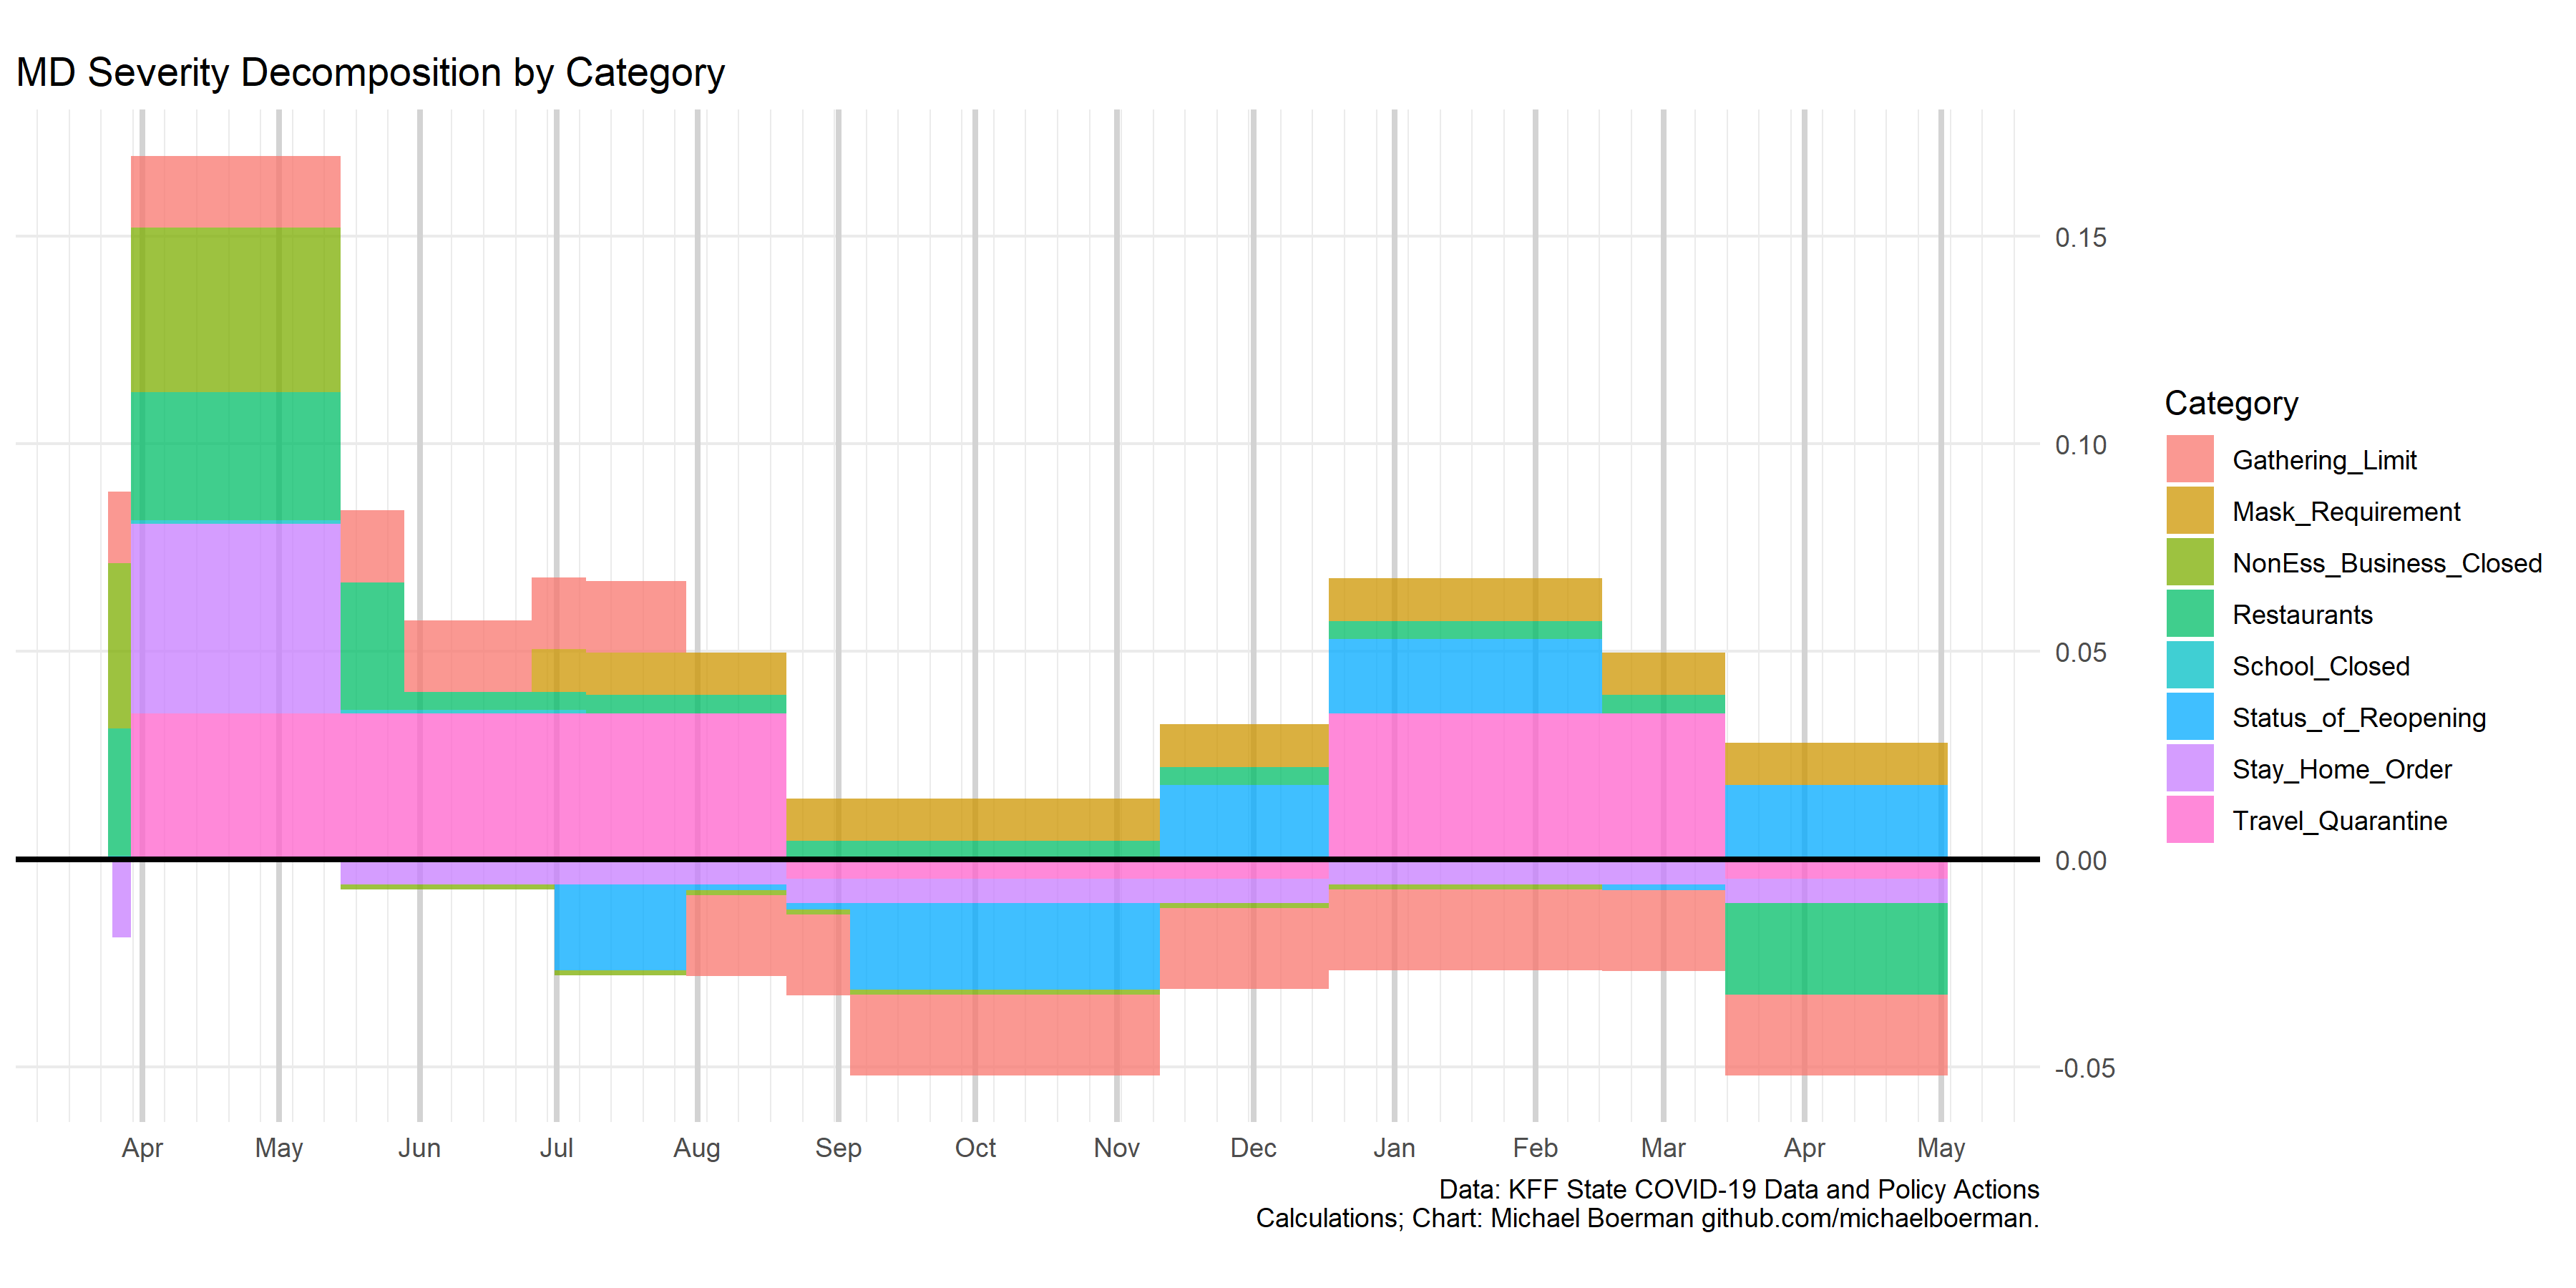 MD Severity Decomposition by Category
0.15
0.10
0.05
0.00
-0.05
Apr May Jun Jul Aug Sep Oct Nov Dec Jan Feb Mar Apr May
Data: KFF State COVID-19 Data and Policy Actions
Calculations; Chart: Michael Boerman github.com/michaelboerman.
Category
Gathering_Limit
Mask_Requirement
NonEss_Business_Closed
Restaurants
School_Closed
Status_of_Reopening
Stay_Home_Order
Travel_Quarantine